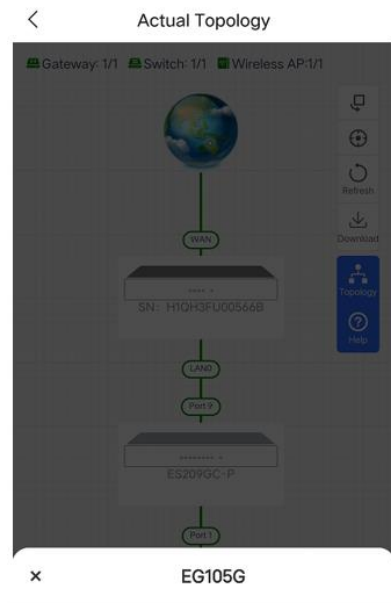 Actual Topology
Gateway: 1/1 Switch: 1/1 Wireless AP:1/1
Refresh
WAN
Download
Topology
SN: H1QH3FU00566B
Help
LAN0
Port 9
ES209GC-P
Port 1
× EG105G